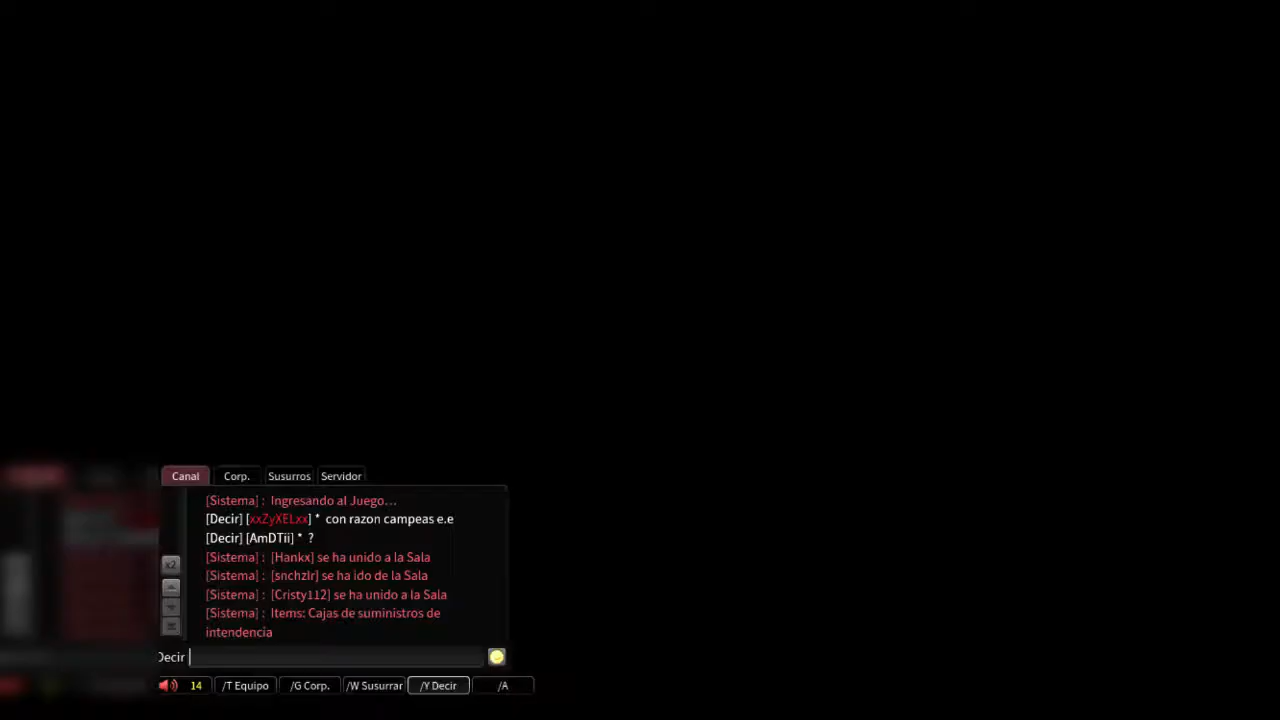 Canal Corp. Susurros Servidor
[Sistema] : Ingresando al Juego...
[Decir] [xxZyXELxx] * con razon campeas e.e
[Decir] [AmDTii] * ?
[Sistema] : [Hankx] se ha unido a la Sala
[Sistema] : [snchzlr] se ha ido de la Sala
[Sistema] : [Cristy112] se ha unido a la Sala
[Sistema] : Items: Cajas de suministros de
intendencia
x2
Decir
14 /T Equipo /G Corp. /W Susurrar /Y Decir /A